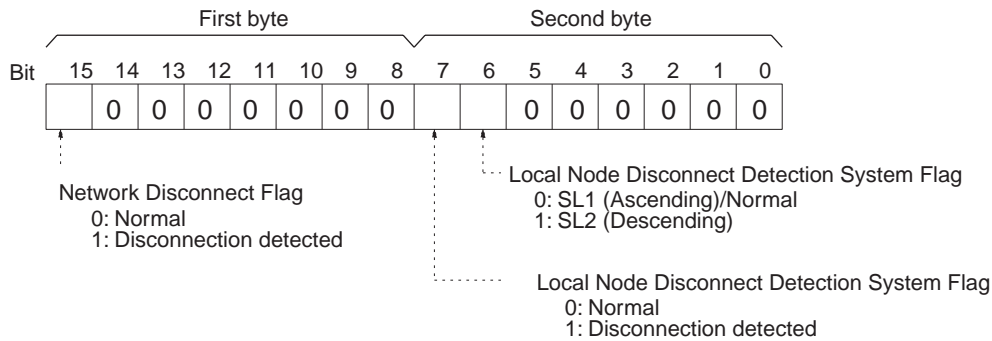 First byte Second byte
Bit 15 14 13 12 11 10 9 8 7 6 5 4 3 2 1 0
0 0 0 0 0 0 0 0 0 0 0 0 0
Network Disconnect Flag
0: Normal
1: Disconnection detected
Local Node Disconnect Detection System Flag
0: SL1 (Ascending)/Normal
1: SL2 (Descending)
Local Node Disconnect Detection System Flag
0: Normal
1: Disconnection detected